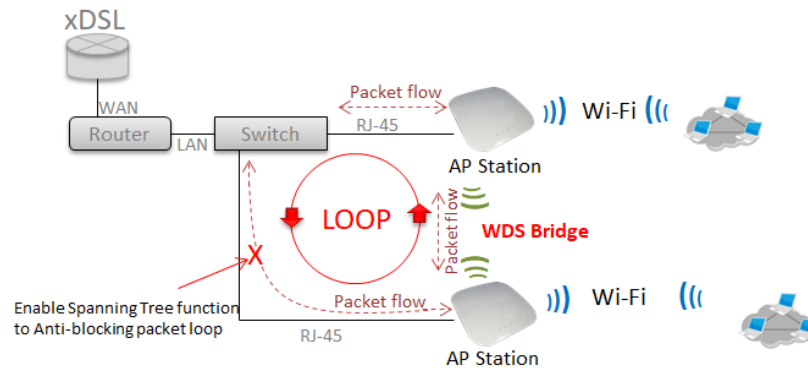 xDSL
WAN
Router
LAN
Switch
RJ-45
Packet flow
AP Station
Wi-Fi
LOOP
Packet flow
WDS Bridge
X
Enable Spanning Tree function
to Anti-blocking packet loop
Packet flow
RJ-45
AP Station
Wi-Fi